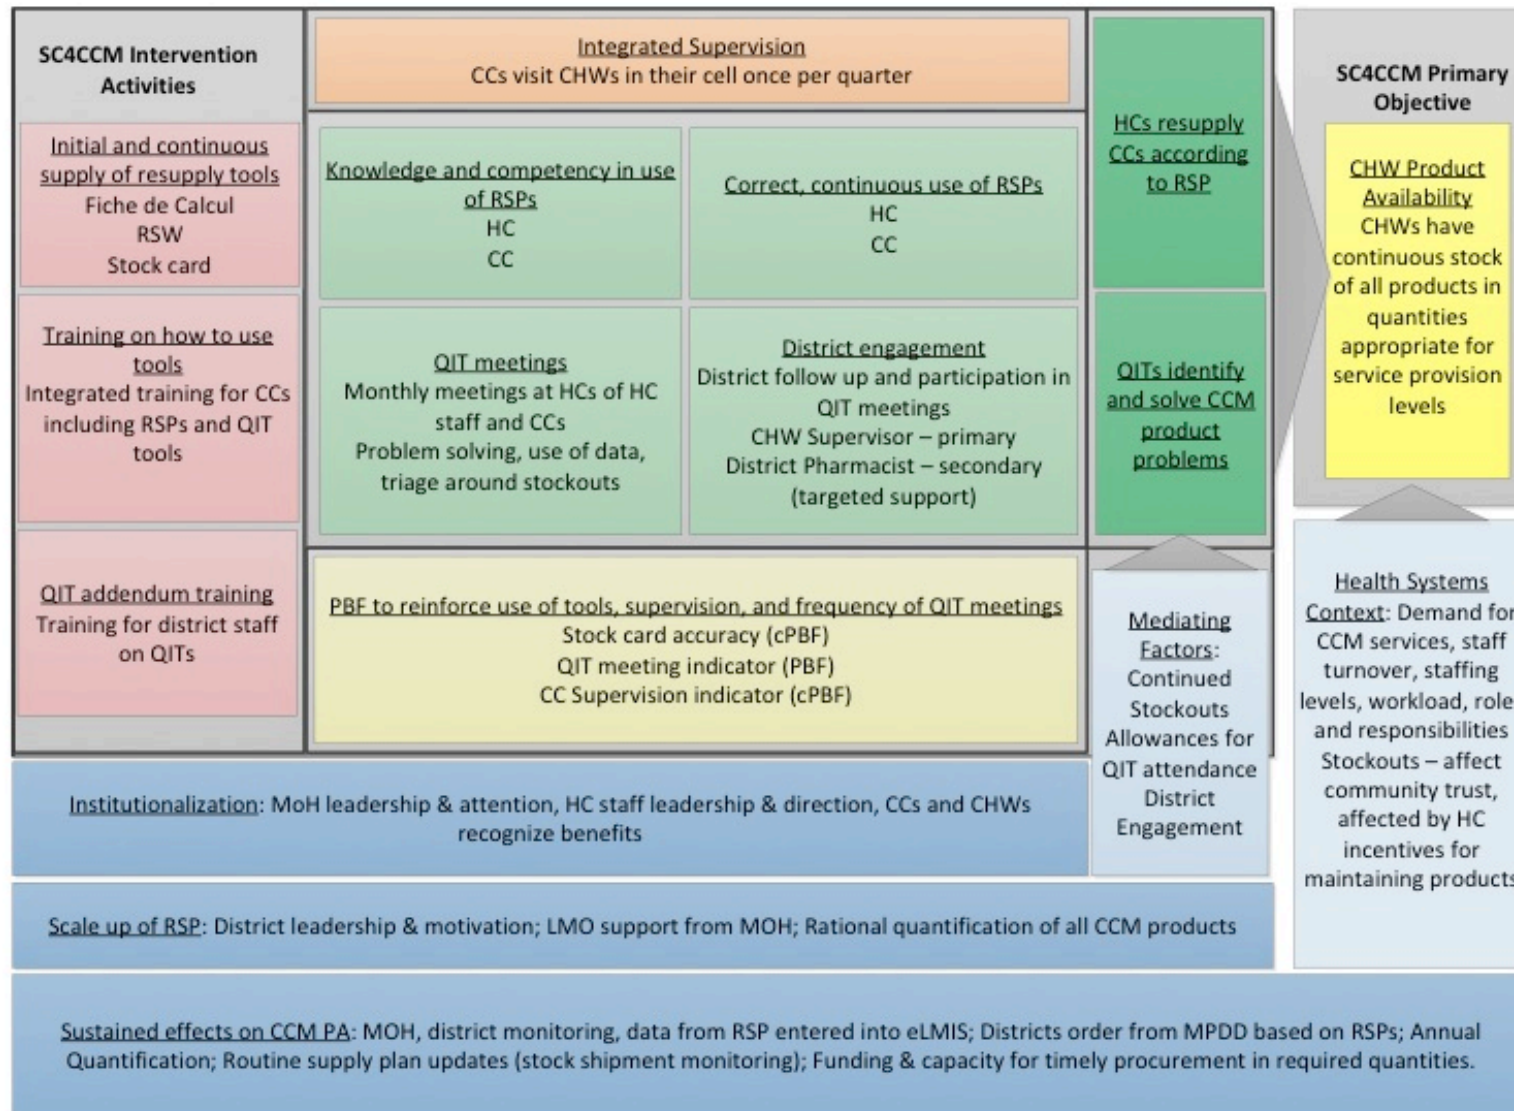 SC4CCM Intervention
Activities
Initial and continuous
supply of resupply tools
Fiche de Calcul
RSW
Stock card
Training on how to use
tools
Integrated training for CCs
including RSPs and QIT
tools
QIT addendum training
Training for district staff
on QITs
Integrated Supervision
CCs visit CHWs in their cell once per quarter
Knowledge and competency in use
of RSPs
HC
CC
Correct, continuous use of RSPs
HC
CC
QIT meetings
Monthly meetings at HCs of HC
staff and CCs
Problem solving, use of data,
triage around stockouts
District engagement
District follow up and participation in
QIT meetings
CHW Supervisor – primary
District Pharmacist – secondary
(targeted support)
PBF to reinforce use of tools, supervision, and frequency of QIT meetings
Stock card accuracy (cPBF)
QIT meeting indicator (PBF)
CC Supervision indicator (cPBF)
HCs resupply
CCs according
to RSP
QITs identify
and solve CCM
product
problems
Mediating
Factors:
Continued
Stockouts
Allowances for
QIT attendance
District
Engagement
SC4CCM Primary
Objective
CHW Product
Availability
CHWs have
continuous stock
of all products in
quantities
appropriate for
service provision
levels
Health Systems
Context: Demand for
CCM services, staff
turnover, staffing
levels, workload, role
and responsibilities
Stockouts – affect
community trust,
affected by HC
incentives for
maintaining products
Institutionalization: MoH leadership & attention, HC staff leadership & direction, CCs and CHWs
recognize benefits
Scale up of RSP: District leadership & motivation; LMO support from MOH; Rational quantification of all CCM products
Sustained effects on CCM PA: MOH, district monitoring, data from RSP entered into eLMIS; Districts order from MPDD based on RSPs; Annual
Quantification; Routine supply plan updates (stock shipment monitoring); Funding & capacity for timely procurement in required quantities.